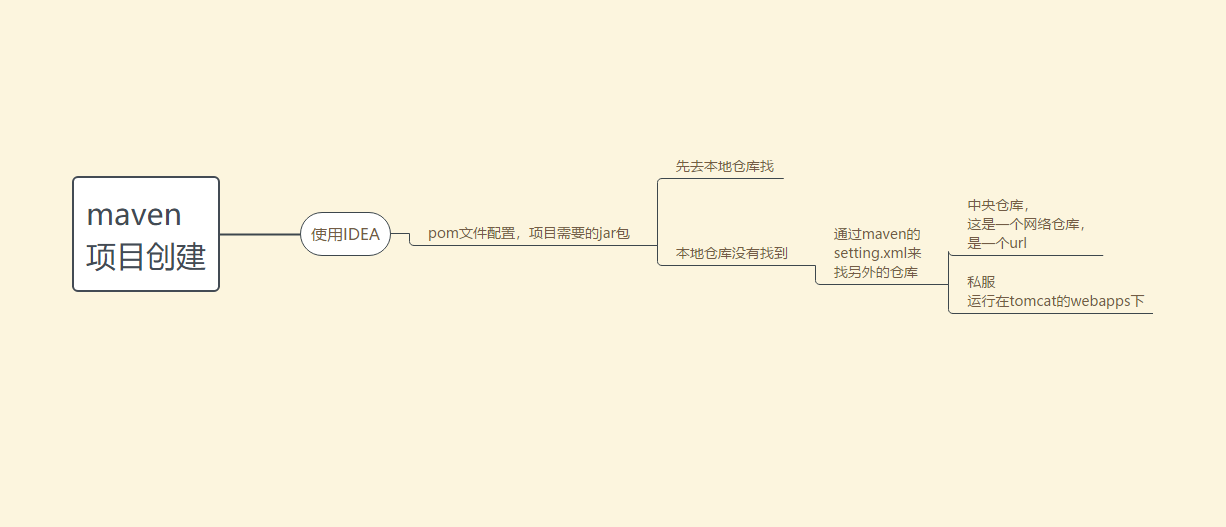 maven
项目创建
使用IDEA
pom文件配置，项目需要的jar包
先去本地仓库找
本地仓库没有找到
通过maven的
setting.xml来
找另外的仓库
中央仓库，
这是一个网络仓库，
是一个url
私服
运行在tomcat的webapps下